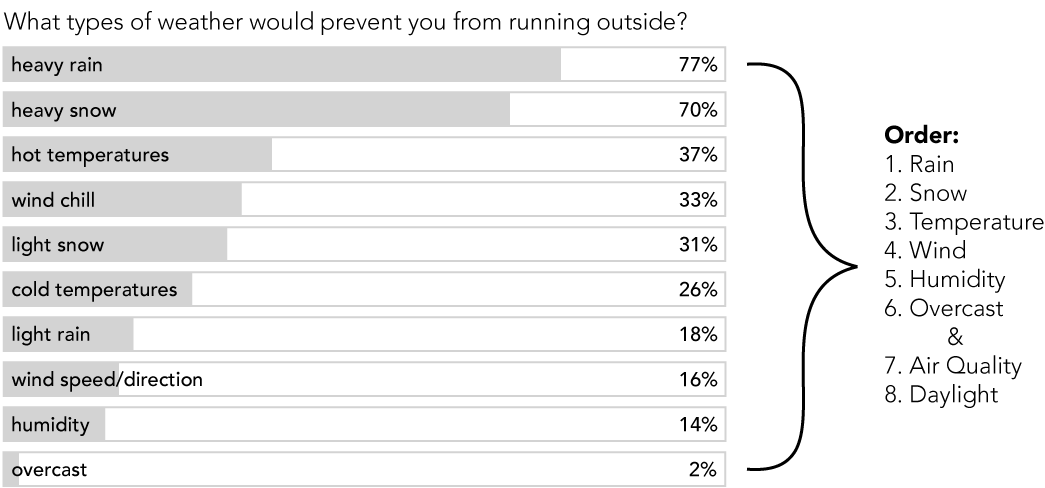 What types of weather would prevent you from running outside?
heavy rain 77%
heavy snow 70%
hot temperatures 37%
wind chill 33%
light snow 31%
cold temperatures 26%
light rain 18%
wind speed/direction 16%
humidity 14%
overcast 2%
Order:
1. Rain
2. Snow
3. Temperature
4. Wind
5. Humidity
6. Overcast
&
7. Air Quality
8. Daylight